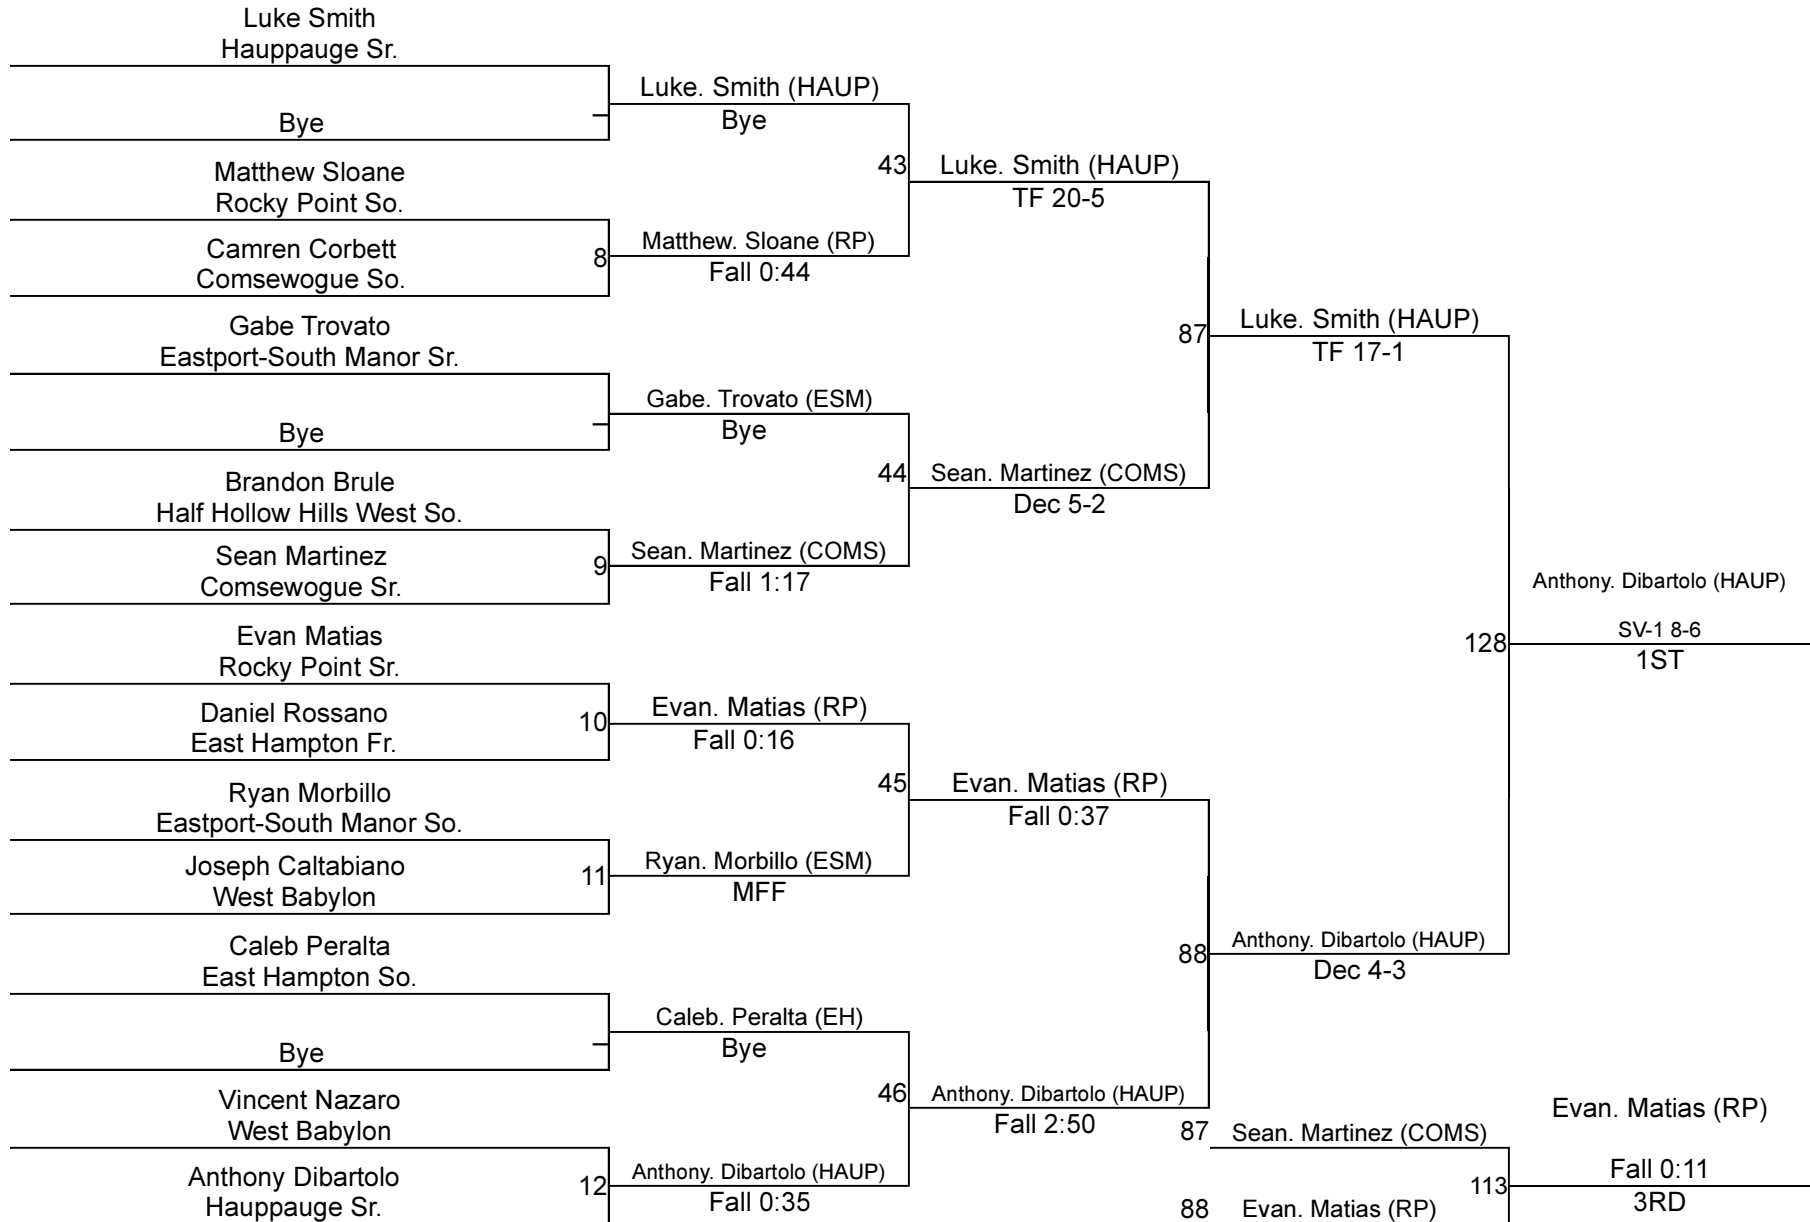 Luke Smith
Hauppauge Sr.
Bye
Matthew Sloane
Rocky Point So.
Camren Corbett
Comsewogue So.
8
Gabe Trovato
Eastport-South Manor Sr.
Bye
Brandon Brule
Half Hollow Hills West So.
Sean Martinez
Comsewogue Sr.
9
Evan Matias
Rocky Point Sr.
Daniel Rossano
East Hampton Fr.
10
Ryan Morbillo
Eastport-South Manor So.
Joseph Caltabiano
West Babylon
11
Caleb Peralta
East Hampton So.
Bye
Vincent Nazaro
West Babylon
Anthony Dibartolo
Hauppauge Sr.
12
Luke. Smith (HAUP)
Bye
43
Matthew. Sloane (RP)
Fall 0:44
Gabe. Trovato (ESM)
Bye
44
Sean. Martinez (COMS)
Fall 1:17
Evan. Matias (RP)
Fall 0:16
45
Ryan. Morbillo (ESM)
MFF
Caleb. Peralta (EH)
Bye
46
Anthony. Dibartolo (HAUP)
Fall 0:35
Luke. Smith (HAUP)
TF 20-5
87
Sean. Martinez (COMS)
Dec 5-2
Evan. Matias (RP)
Fall 0:37
88
Anthony. Dibartolo (HAUP)
Fall 2:50
Luke. Smith (HAUP)
TF 17-1
128
Anthony. Dibartolo (HAUP)
Dec 4-3
Anthony. Dibartolo (HAUP)
SV-1 8-6
1ST
87
Sean. Martinez (COMS)
113
88
Evan. Matias (RP)
Evan. Matias (RP)
Fall 0:11
3RD